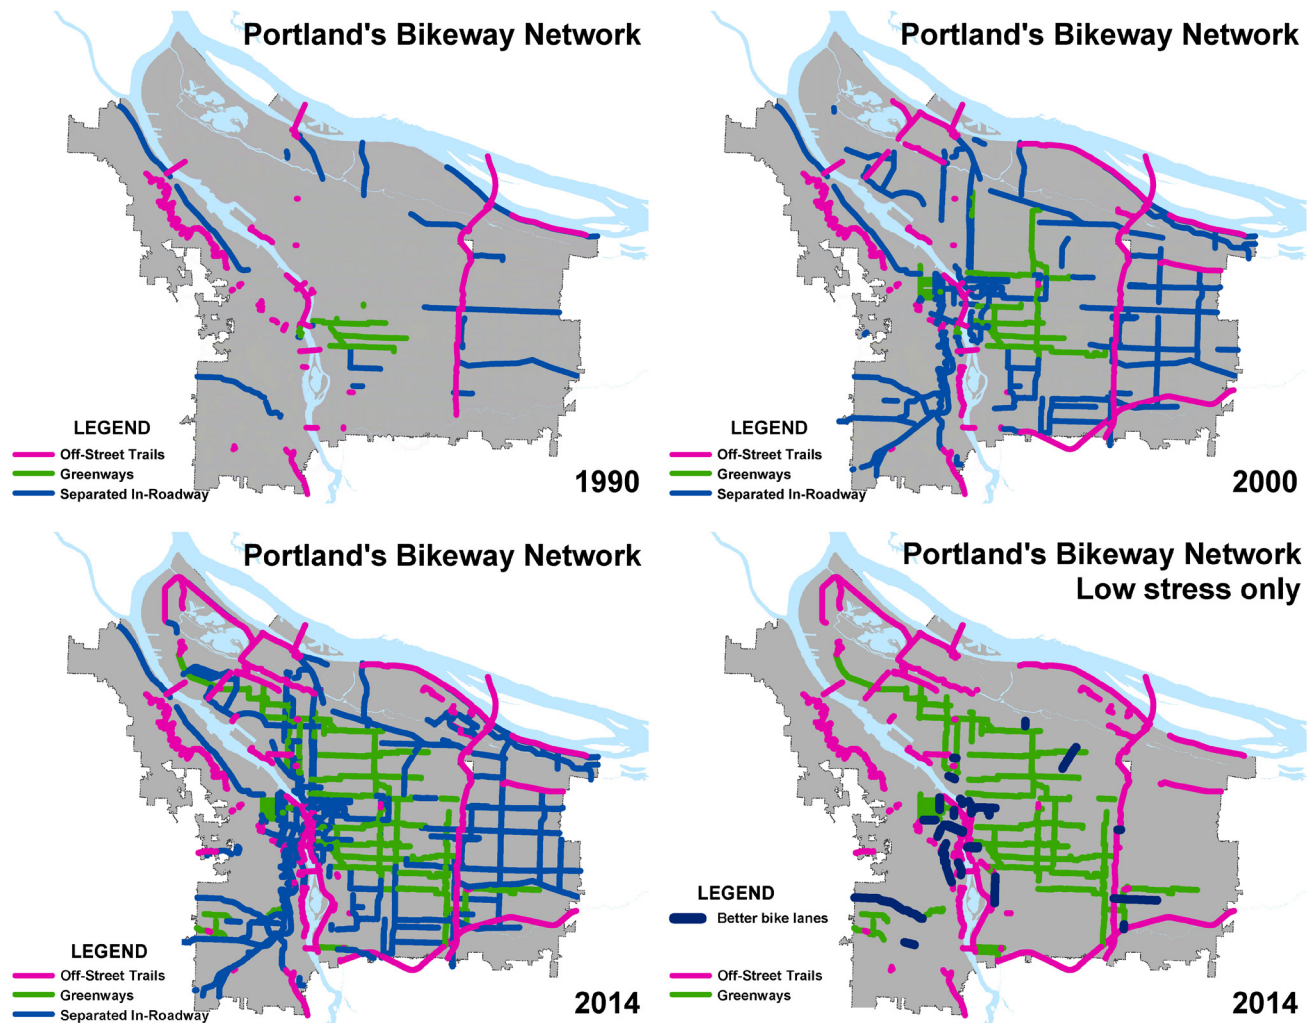 Portland's Bikeway Network
LEGEND
Off-Street Trails
Greenways
Separated In-Roadway
1990
Portland's Bikeway Network
LEGEND
Off-Street Trails
Greenways
Separated In-Roadway
2000
Portland's Bikeway Network
LEGEND
Off-Street Trails
Greenways
Separated In-Roadway
2014
Portland's Bikeway Network
Low stress only
LEGEND
Better bike lanes
Off-Street Trails
Greenways
2014